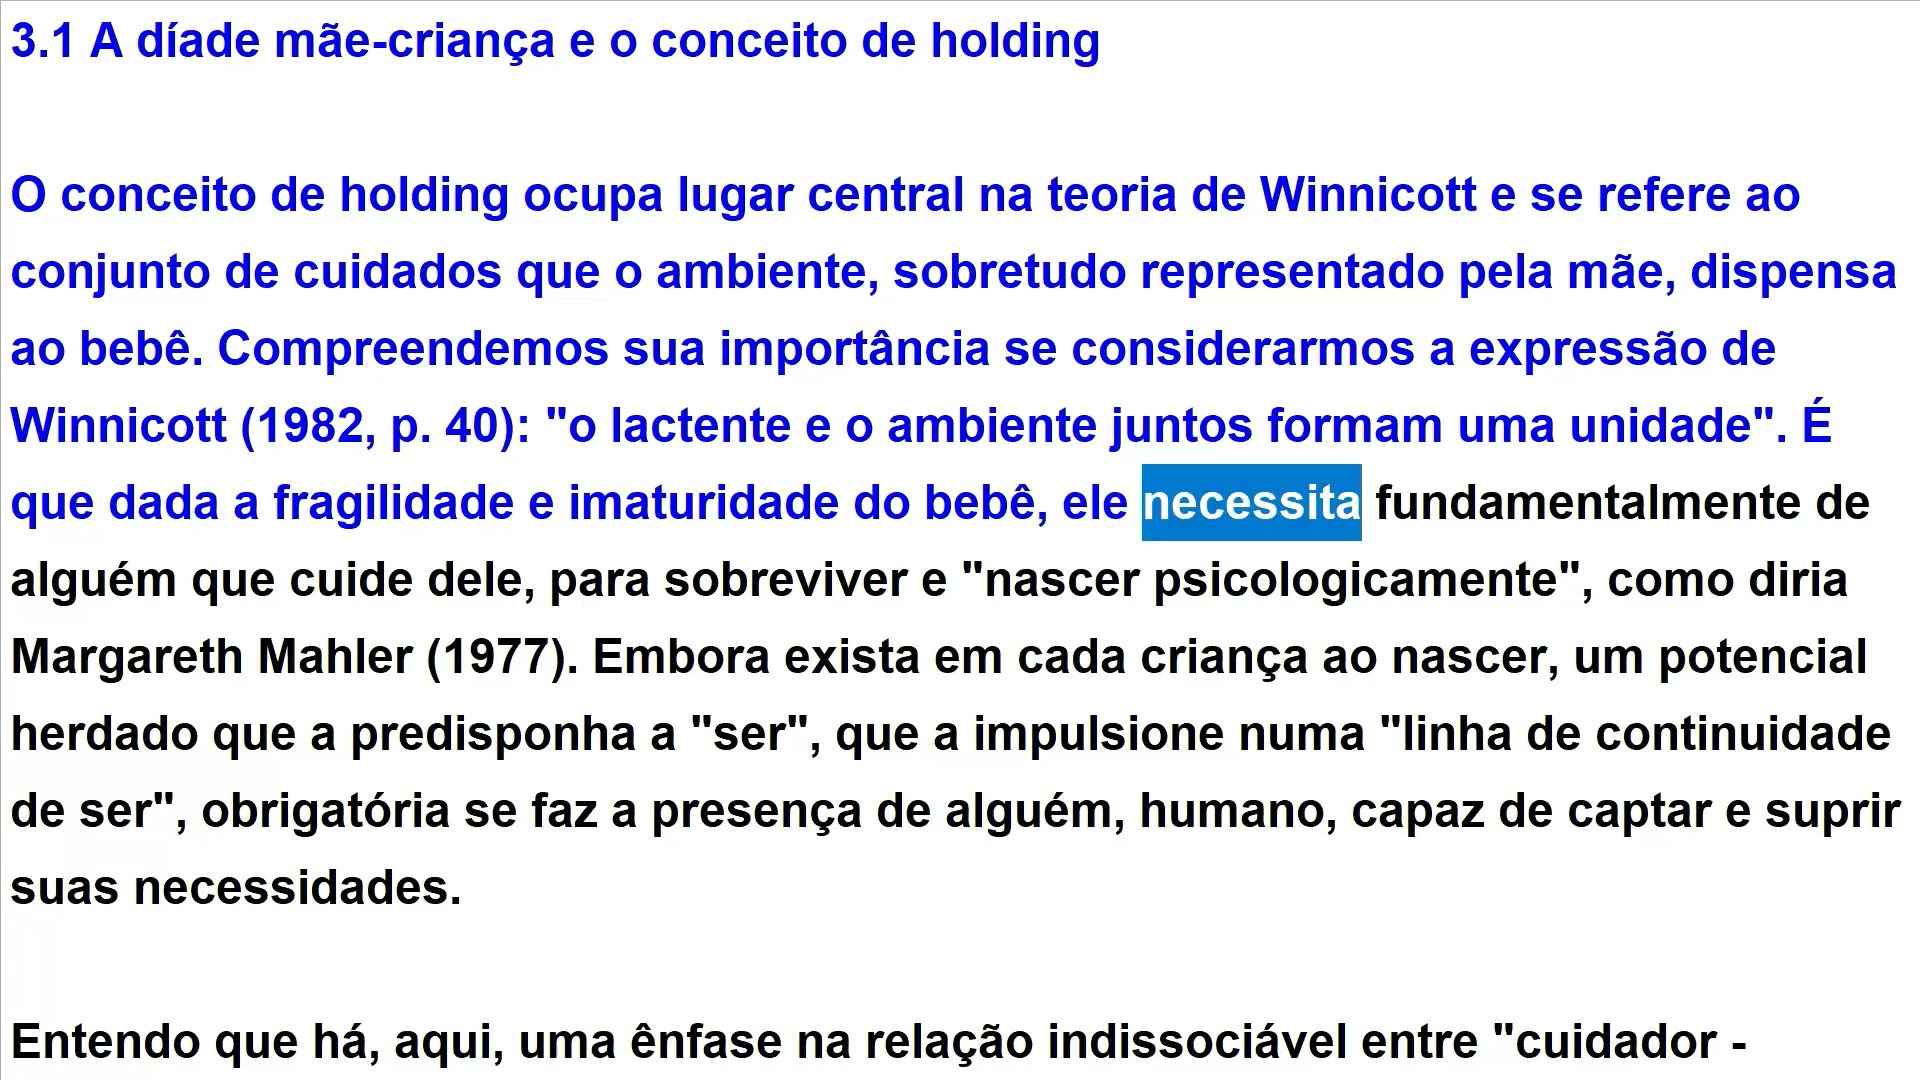 3.1 A díade mãe-criança e o conceito de holding
O conceito de holding ocupa lugar central na teoria de Winnicott e se refere ao
conjunto de cuidados que o ambiente, sobretudo representado pela mãe, dispensa
ao bebê. Compreendemos sua importância se considerarmos a expressão de
Winnicott (1982, p. 40): "o lactente e o ambiente juntos formam uma unidade". É
que dada a fragilidade e imaturidade do bebê, ele necessita fundamentalmente de
alguém que cuide dele, para sobreviver e "nascer psicologicamente", como diria
Margareth Mahler (1977). Embora exista em cada criança ao nascer, um potencial
herdado que a predisponha a "ser", que a impulsione numa "linha de continuidade
de ser", obrigatória se faz a presença de alguém, humano, capaz de captar e suprir
suas necessidades.
Entendo que há, aqui, uma ênfase na relação indissociável entre "cuidador -